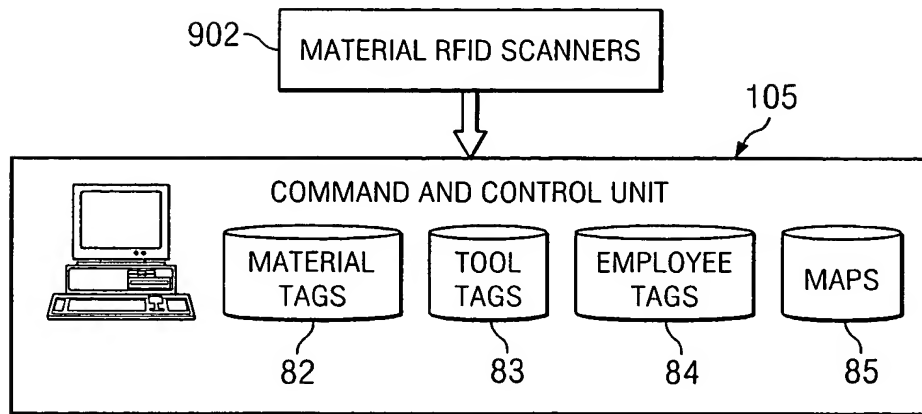 902
MATERIAL RFID SCANNERS
105
COMMAND AND CONTROL UNIT
MATERIAL
TAGS
TOOL
TAGS
EMPLOYEE
TAGS
MAPS
82
83
84
85